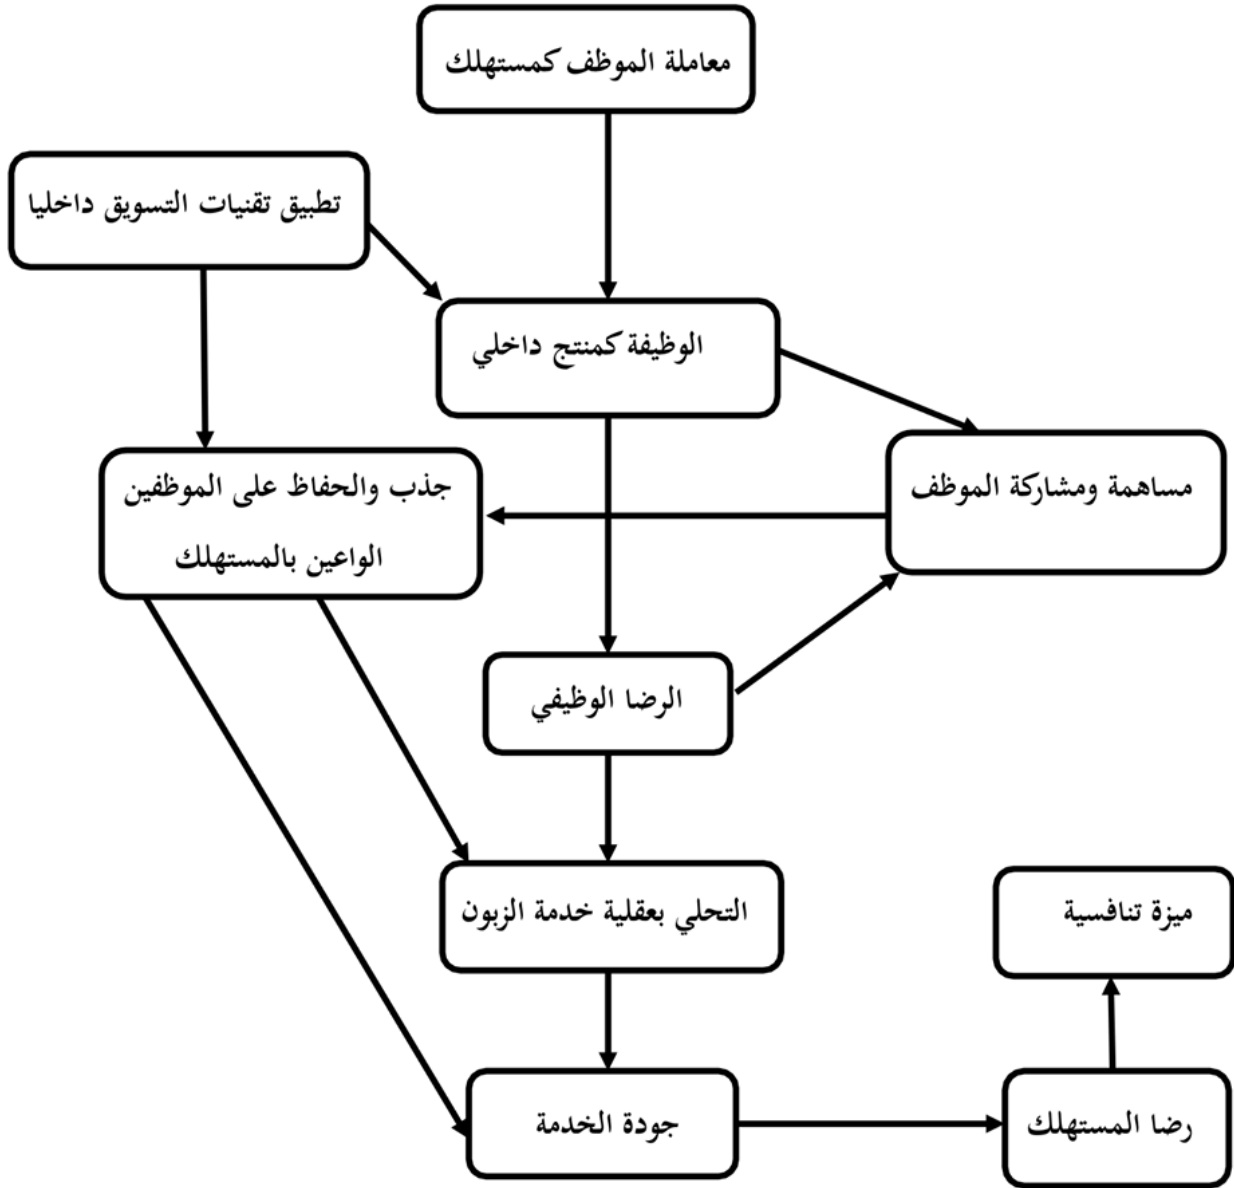 معاملة الموظف كمستهلك
تطبيق تقنيات التسويق داخليا
الوظيفة كمنتج داخلي
جذب والحفاظ على الموظفين
الواعين بالمستهلك
مساهمة ومشاركة الموظف
الرضا الوظيفي
التحلي بعقلية خدمة الزبون
ميزة تنافسية
جودة الخدمة
رضا المستهلك